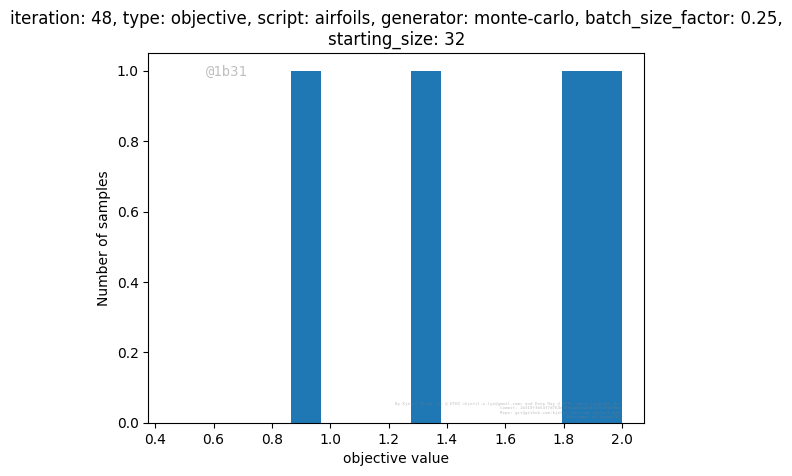 iteration: 48, type: objective, script: airfoils, generator: monte-carlo, batch_size_factor: 0.25,
starting_size: 32
@1b31
1.0
0.8
0.6
0.4
0.2
0.0
Number of samples
0.4 0.6 0.8 1.0 1.2 1.4 1.6 1.8 2.0
objective value